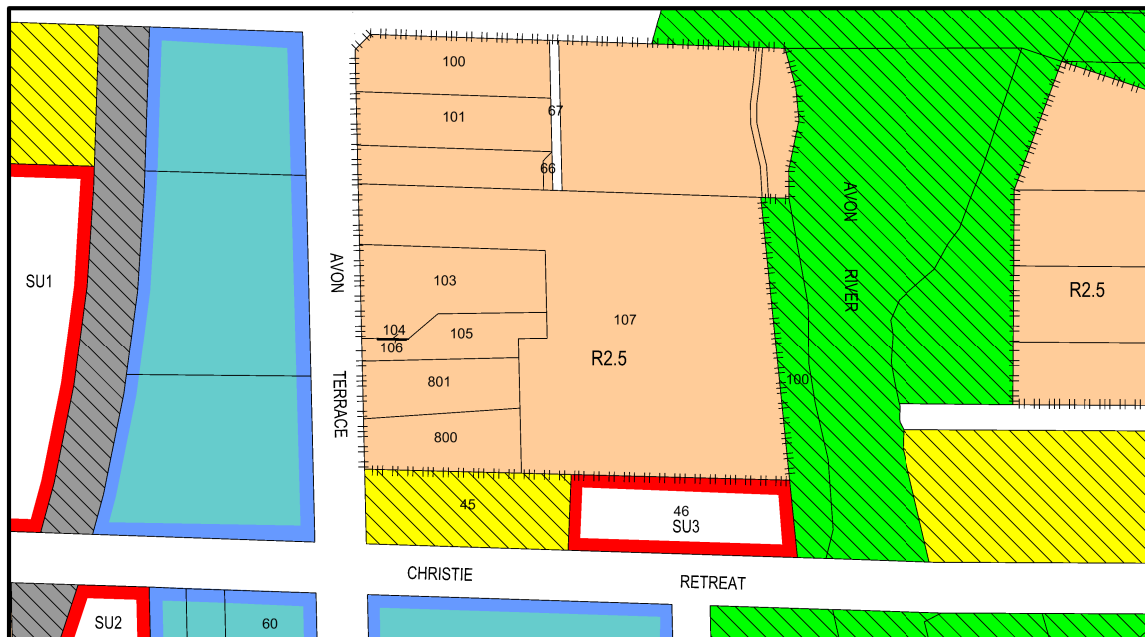 100
67
101
66
AVON
RIVER
AVON
TERRACE
SU1
103
R2.5
107
104
105
106
R2.5
801
100
800
45
46
SU3
CHRISTIE
RETREAT
SU2
60